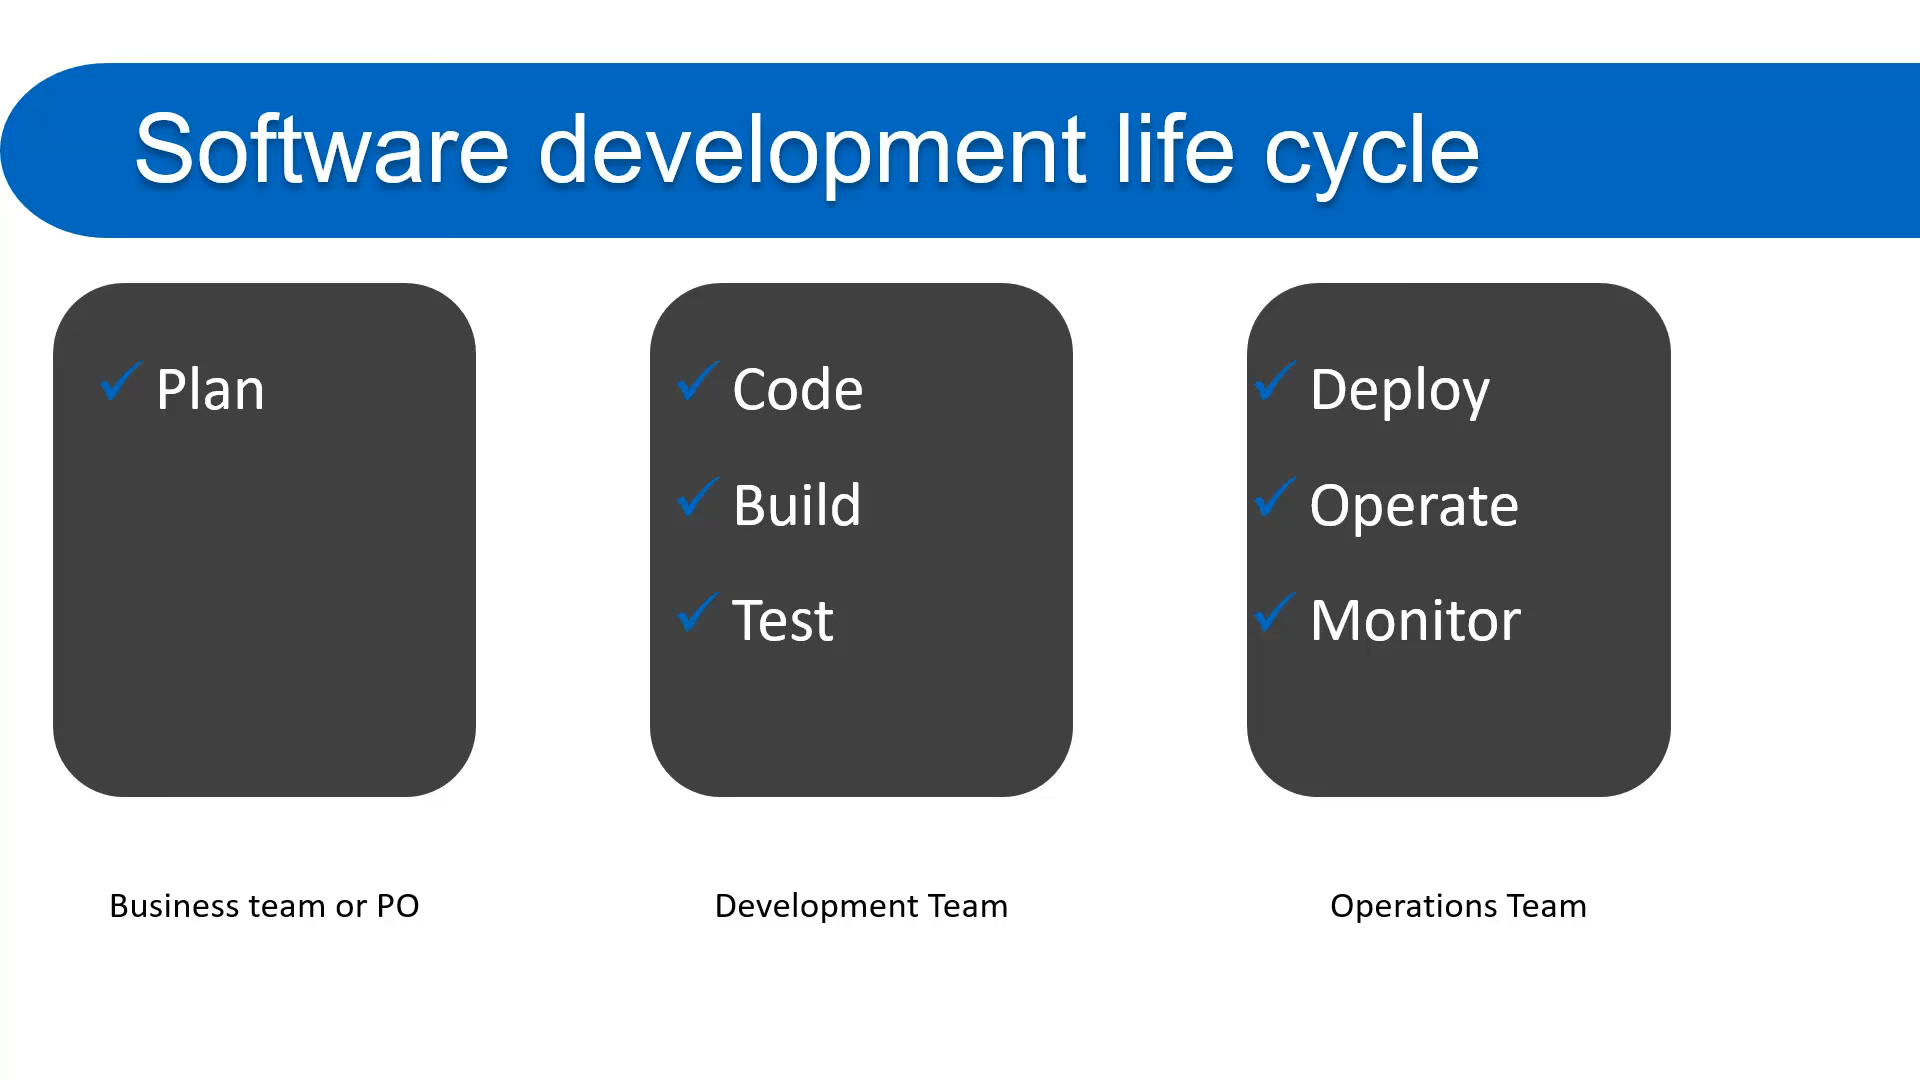 Software development life cycle
Plan
Code
Build
Test
Deploy
Operate
Monitor
Business team or PO
Development Team
Operations Team